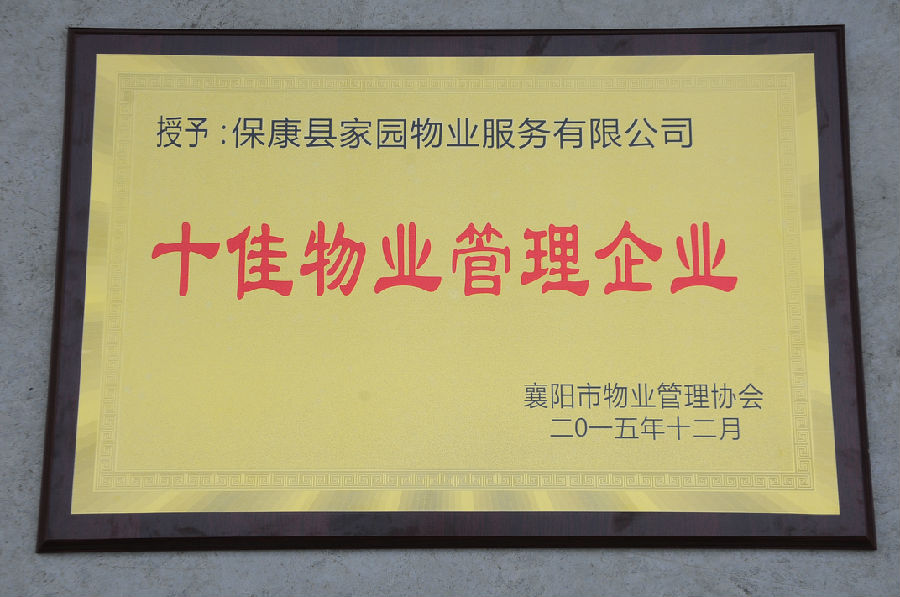 授予:保康县家园物业服务有限公司
十佳物业管理企业
襄阳市物业管理协会
二0一五年十二月